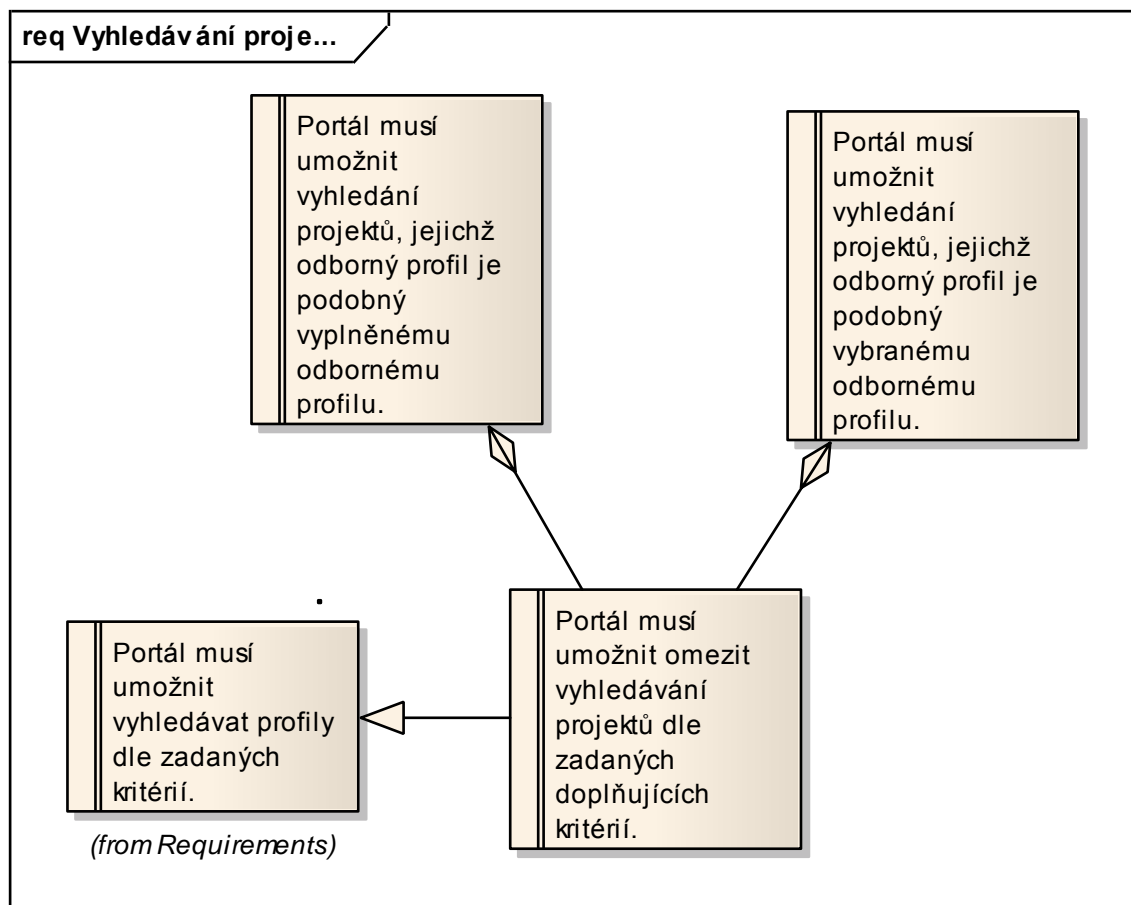 req Vyhledávání proje...
Portál musí
umožnit
vyhledání
projektů, jejichž
odborný profil je
podobný
vyplněnému
odbornému
profilu.
Portál musí
umožnit
vyhledání
projektů, jejichž
odborný profil je
podobný
vybranému
odbornému
profilu.
Portál musí
umožnit
vyhledávat profily
dle zadaných
kritérií.
(from Requirements)
Portál musí
umožnit omezit
vyhledávání
projektů dle
zadaných
doplňujících
kritérií.